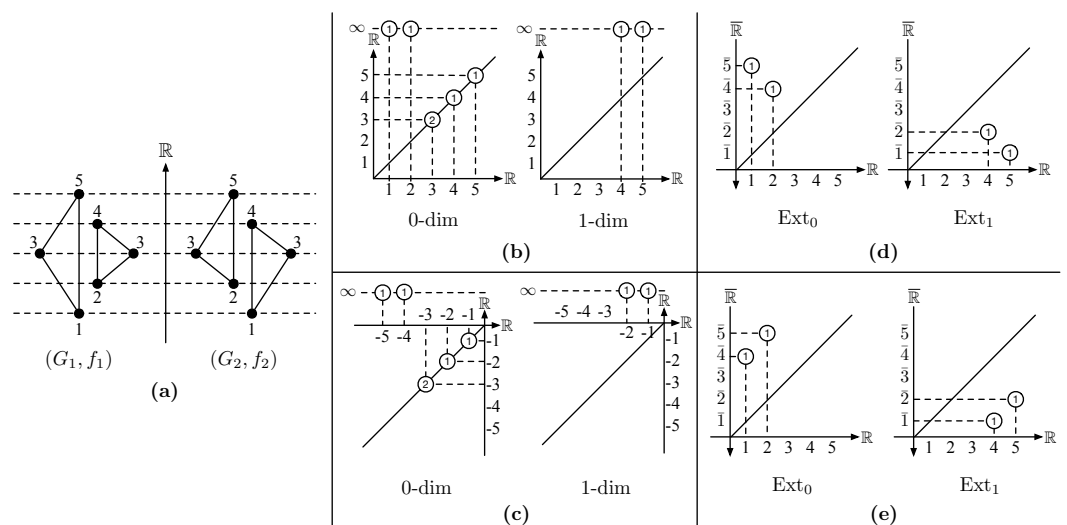 ℝ
5 5
4 4
3 3 3 3
2 2
1 1
(G₁, f₁) (G₂, f₂)
(a)
∞ 1 1
ℝ
5 1
4 1
3 2
2
1
1 2 3 4 5 ℝ
0-dim
∞ 1 1
ℝ
5
4
3
2
1
1 2 3 4 5 ℝ
1-dim
(b)
ℝ̅
5̄ 1
4̄ 1
3̄
2̄
1̄
1 2 3 4 5 ℝ
Ext₀
ℝ̅
5̄
4̄
3̄
2̄ 1
1̄ 1
1 2 3 4 5 ℝ
Ext₁
(d)
∞ 1 1
ℝ
-3 -2 -1
-5 -4
1 -1
1 -2
2 -3
-4
-5
0-dim
∞ 1 1
ℝ
-5 -4 -3
-2 -1
-1
-2
-3
-4
-5
1-dim
(c)
ℝ̅
5̄ 1
4̄ 1
3̄
2̄
1̄
1 2 3 4 5 ℝ
Ext₀
ℝ̅
5̄
4̄
3̄
2̄ 1
1̄ 1
1 2 3 4 5 ℝ
Ext₁
(e)